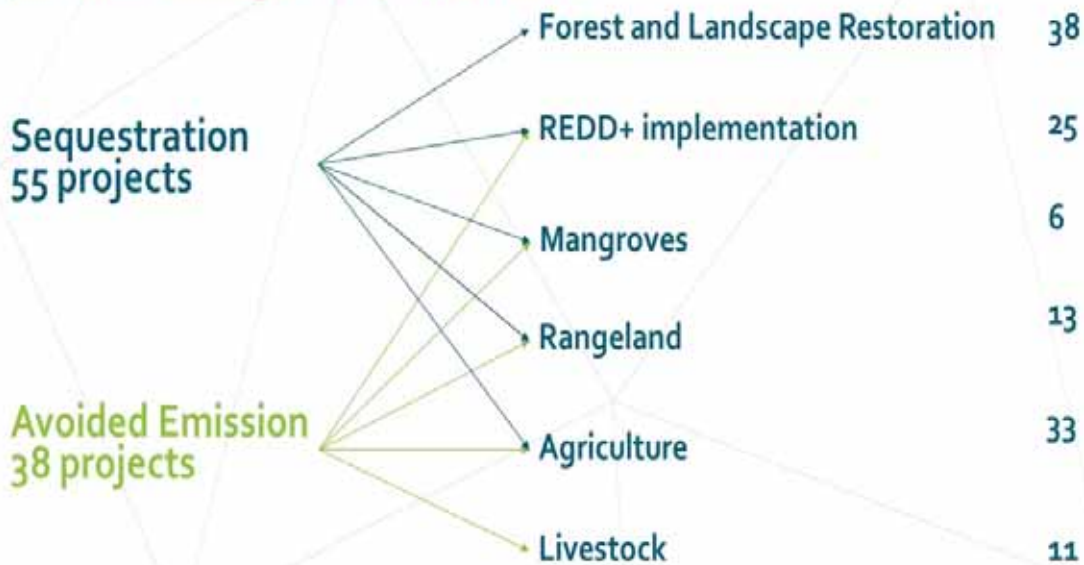 Forest and Landscape Restoration 38
Sequestration
55 projects
REDD+ implementation 25
Mangroves 6
Rangeland 13
Avoided Emission
38 projects
Agriculture 33
Livestock 11